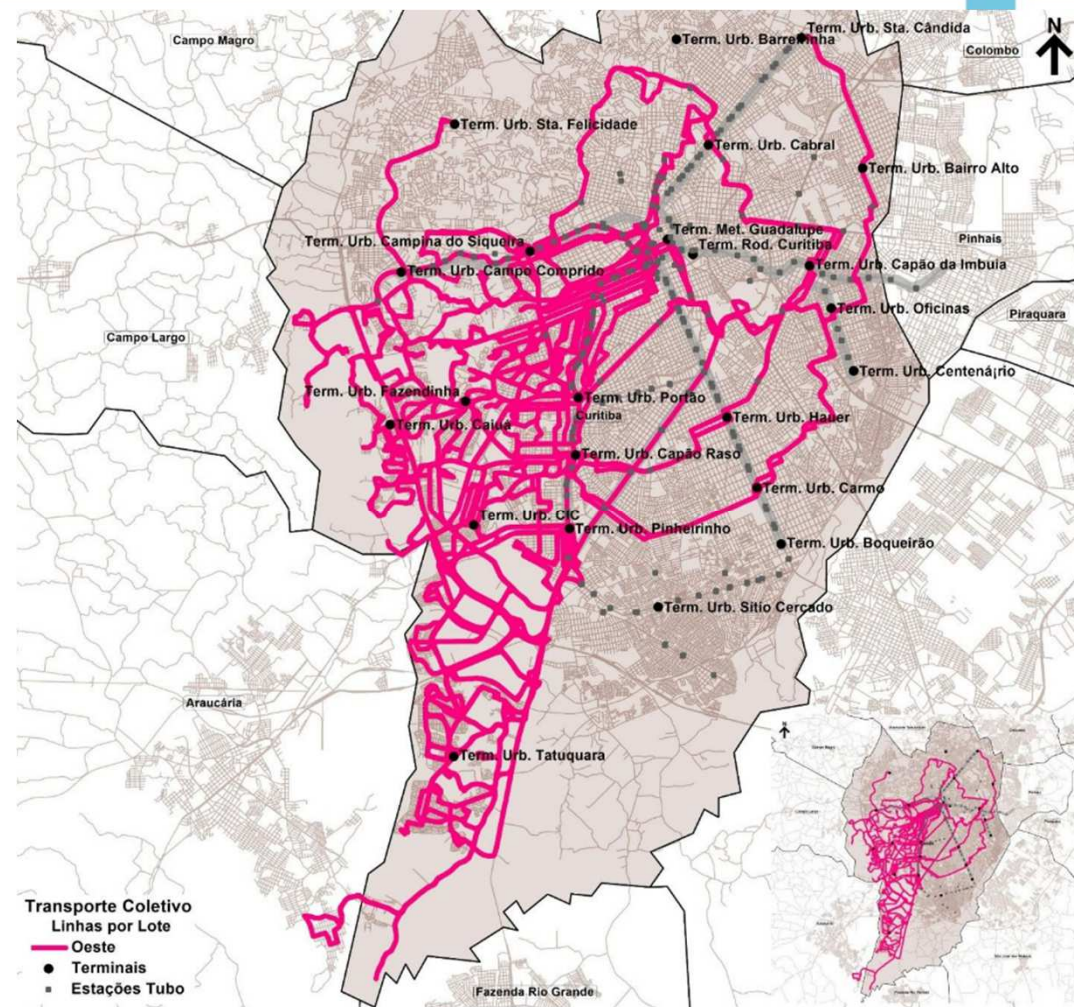 Campo Magro
Term. Urb. Barreirinha
Term. Urb. Sta. Cândida
Colombo
N
Term. Urb. Sta. Felicidade
Term. Urb. Cabral
Term. Urb. Bairro Alto
Term. Met. Guadalupe
Term. Urb. Campina do Siqueira
Term. Rod. Curitiba
Pinhais
Term. Urb. Campo Comprido
Term. Urb. Capão da Imbuia
Term. Urb. Oficinas
Piraquara
Campo Largo
Term. Urb. Centená¡rio
Term. Urb. Fazendinha
Term. Urb. Portão
Curitiba
Term. Urb. Hauer
Term. Urb. Caiuá
Term. Urb. Capão Raso
Term. Urb. Carmo
Term. Urb. CIC
Term. Urb. Pinheirinho
Term. Urb. Boqueirão
Term. Urb. Sítio Cercado
Araucária
Term. Urb. Tatuquara
Transporte Coletivo
Linhas por Lote
Oeste
Terminais
Estações Tubo
Fazenda Rio Grande